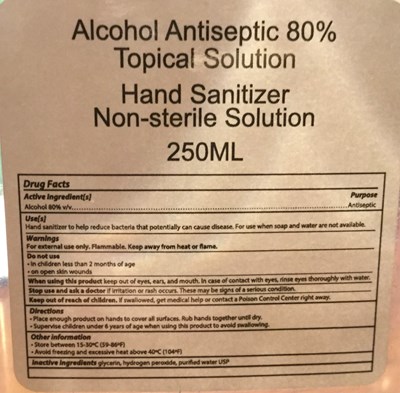 Alcohol Antiseptic 80%
Topical Solution
Hand Sanitizer
Non-sterile Solution
250ML
Drug Facts
Active ingredient[s] Purpose
Alcohol 80% v/v Antiseptic
Use[s]
Hand sanitizer to help reduce bacteria that potentially can cause disease. For use when soap and water are not available.
Warnings
For external use only. Flammable. Keep away from heat or flame.
Do not use
• in children less than 2 months of age
• on open skin wounds
When using this product keep out of eyes, ears, and mouth. In case of contact with eyes, rinse eyes thoroughly with water.
Stop use and ask a doctor if irritation or rash occurs. These may be signs of a serious condition.
Keep out of reach of children. If swallowed, get medical help or contact a Poison Control Center right away.
Directions
• Place enough product on hands to cover all surfaces. Rub hands together until dry.
• Supervise children under 6 years of age when using this product to avoid swallowing.
Other information
• Store between 15-30ºC (59-86ºF)
• Avoid freezing and excessive heat above 40ºC (104ºF)
Inactive ingredients glycerin, hydrogen peroxide, purified water USP